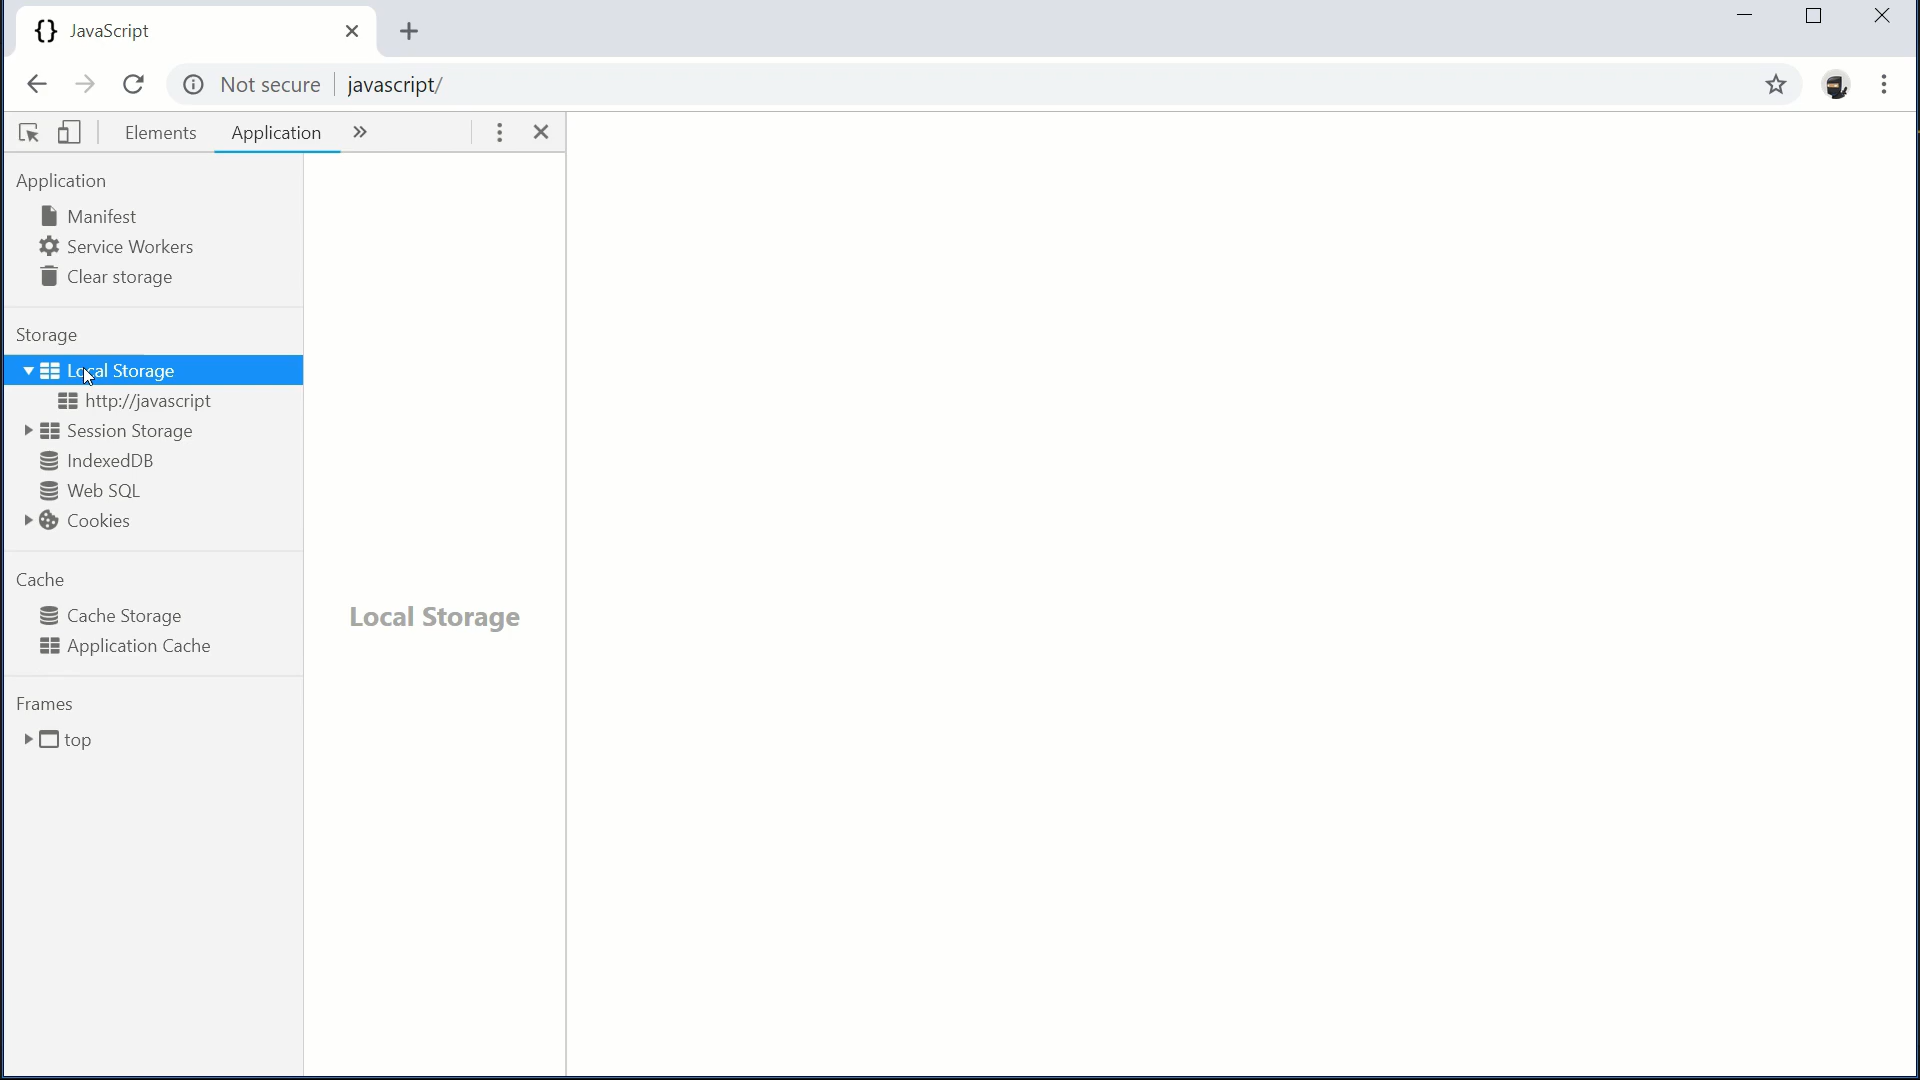 {} JavaScript
Not secure
javascript/
Elements
Application
»
Application
Manifest
Service Workers
Clear storage
Storage
Local Storage
http://javascript
Session Storage
IndexedDB
Web SQL
Cookies
Cache
Cache Storage
Application Cache
Frames
top
Local Storage